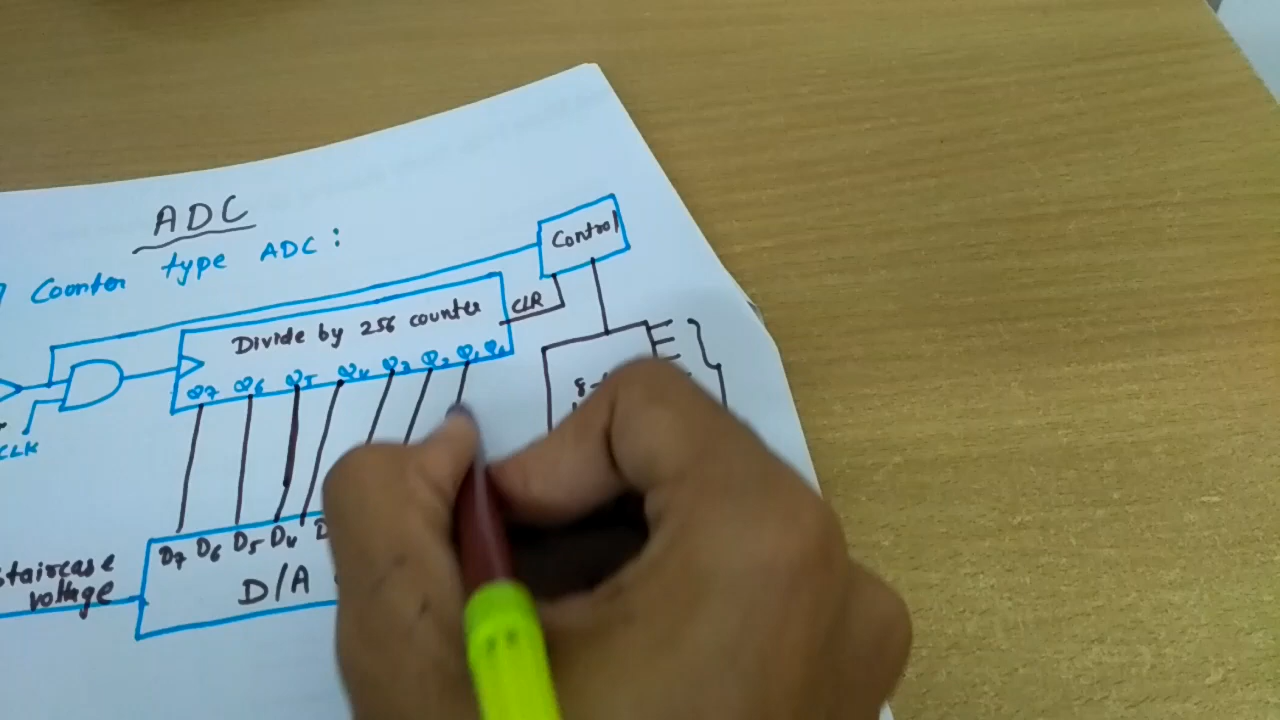 ADC
Counter type ADC:
Control
CLR
Divide by 256 counter
Q7 Q6 Q5 Q4 Q3 Q2 Q1 Q0
CLK
D7 D6 D5 D4
D/A
Staircase
voltage